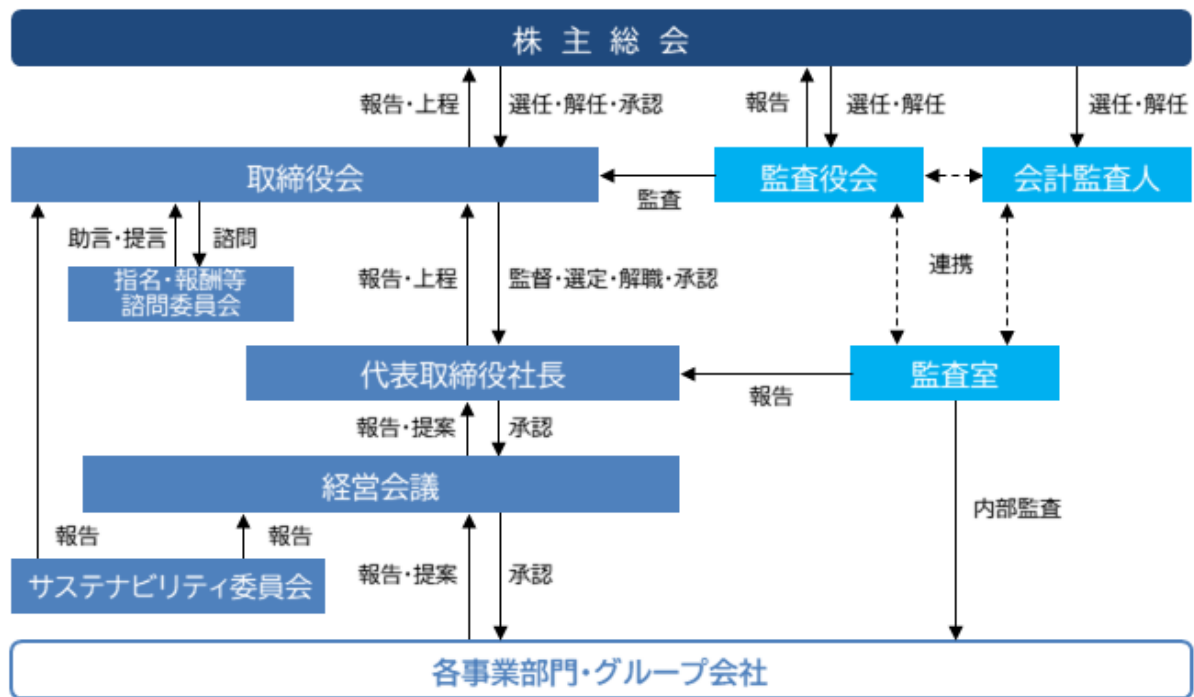 株主総会
報告・上程
選任・解任・承認
報告
選任・解任
選任・解任
取締役会
監査役会
会計監査人
監査
助言・提言
諮問
指名・報酬等
諮問委員会
報告・上程
監督・選定・解職・承認
連携
代表取締役社長
監査室
報告
報告・提案
承認
経営会議
内部監査
報告
報告
サステナビリティ委員会
報告・提案
承認
各事業部門・グループ会社